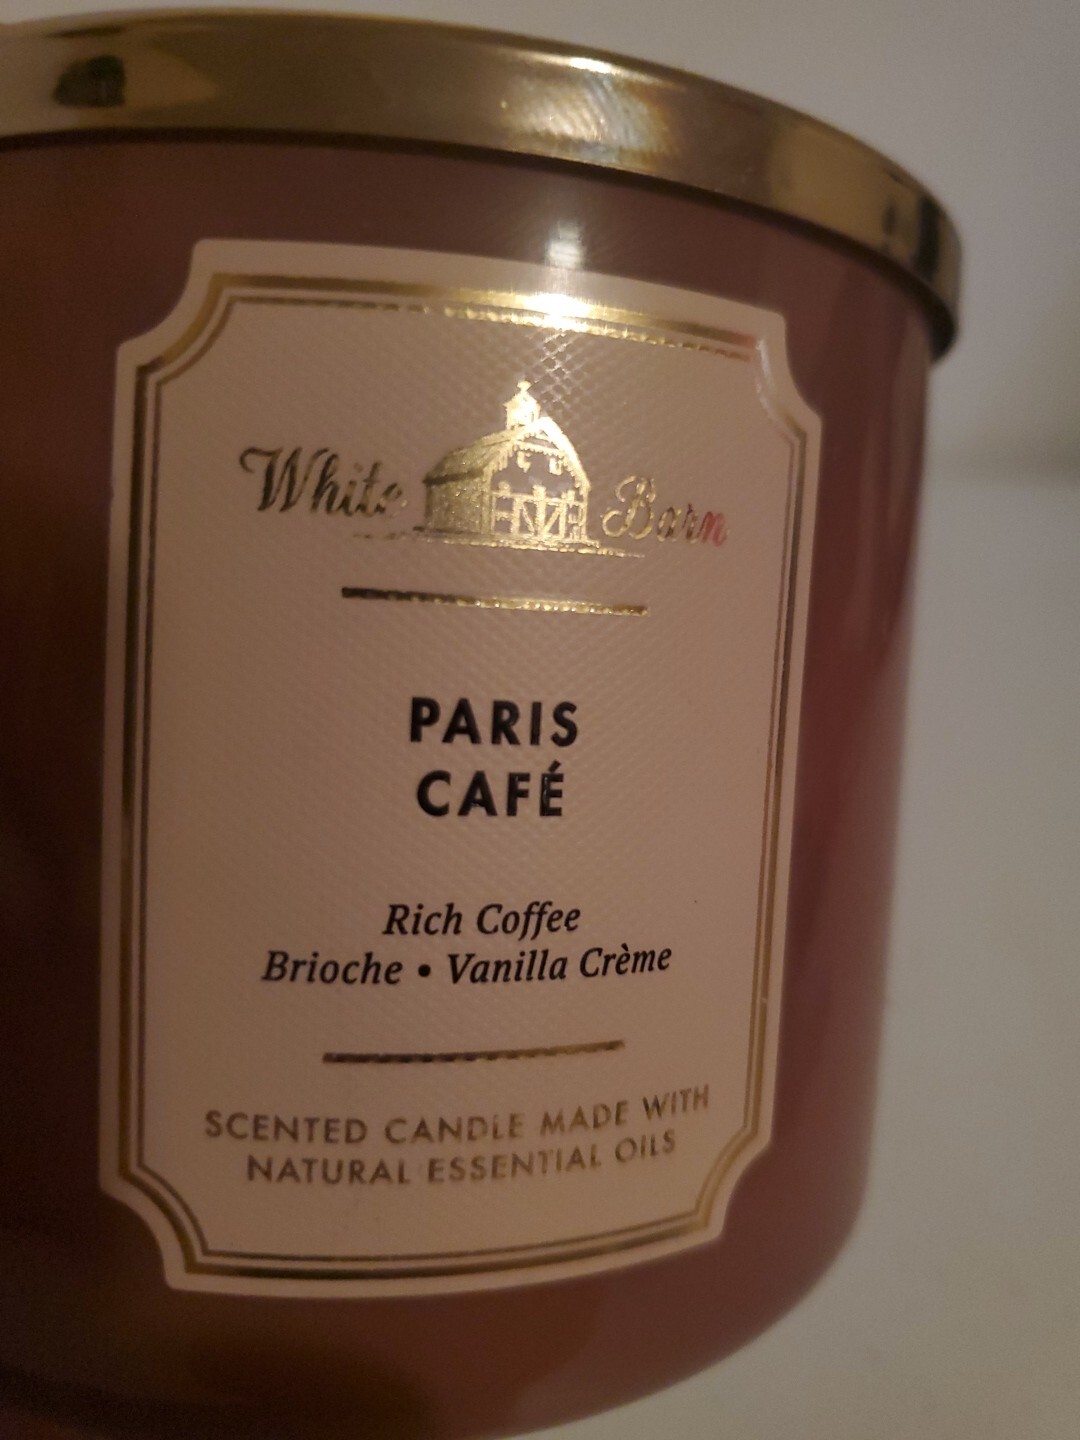 White Barn
PARIS
CAFÉ
Rich Coffee
Brioche • Vanilla Crème
SCENTED CANDLE MADE WITH
NATURAL ESSENTIAL OILS